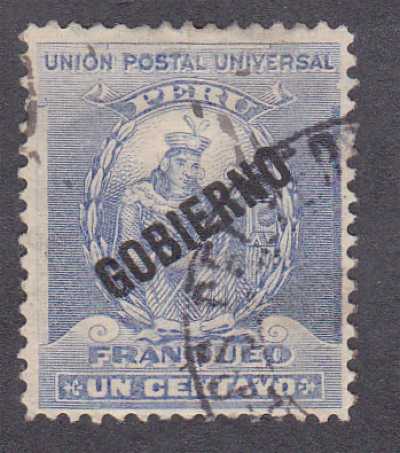 UNION POSTAL UNIVERSAL
PERU
GOBIERNO
FRANQUEO
UN CENTAVO